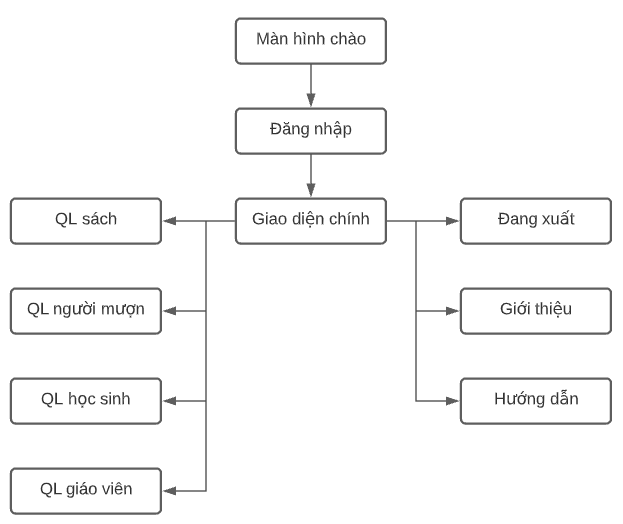 Màn hình chào
Đăng nhập
QL sách
Giao diện chính
Đang xuất
QL người mượn
Giới thiệu
QL học sinh
Hướng dẫn
QL giáo viên